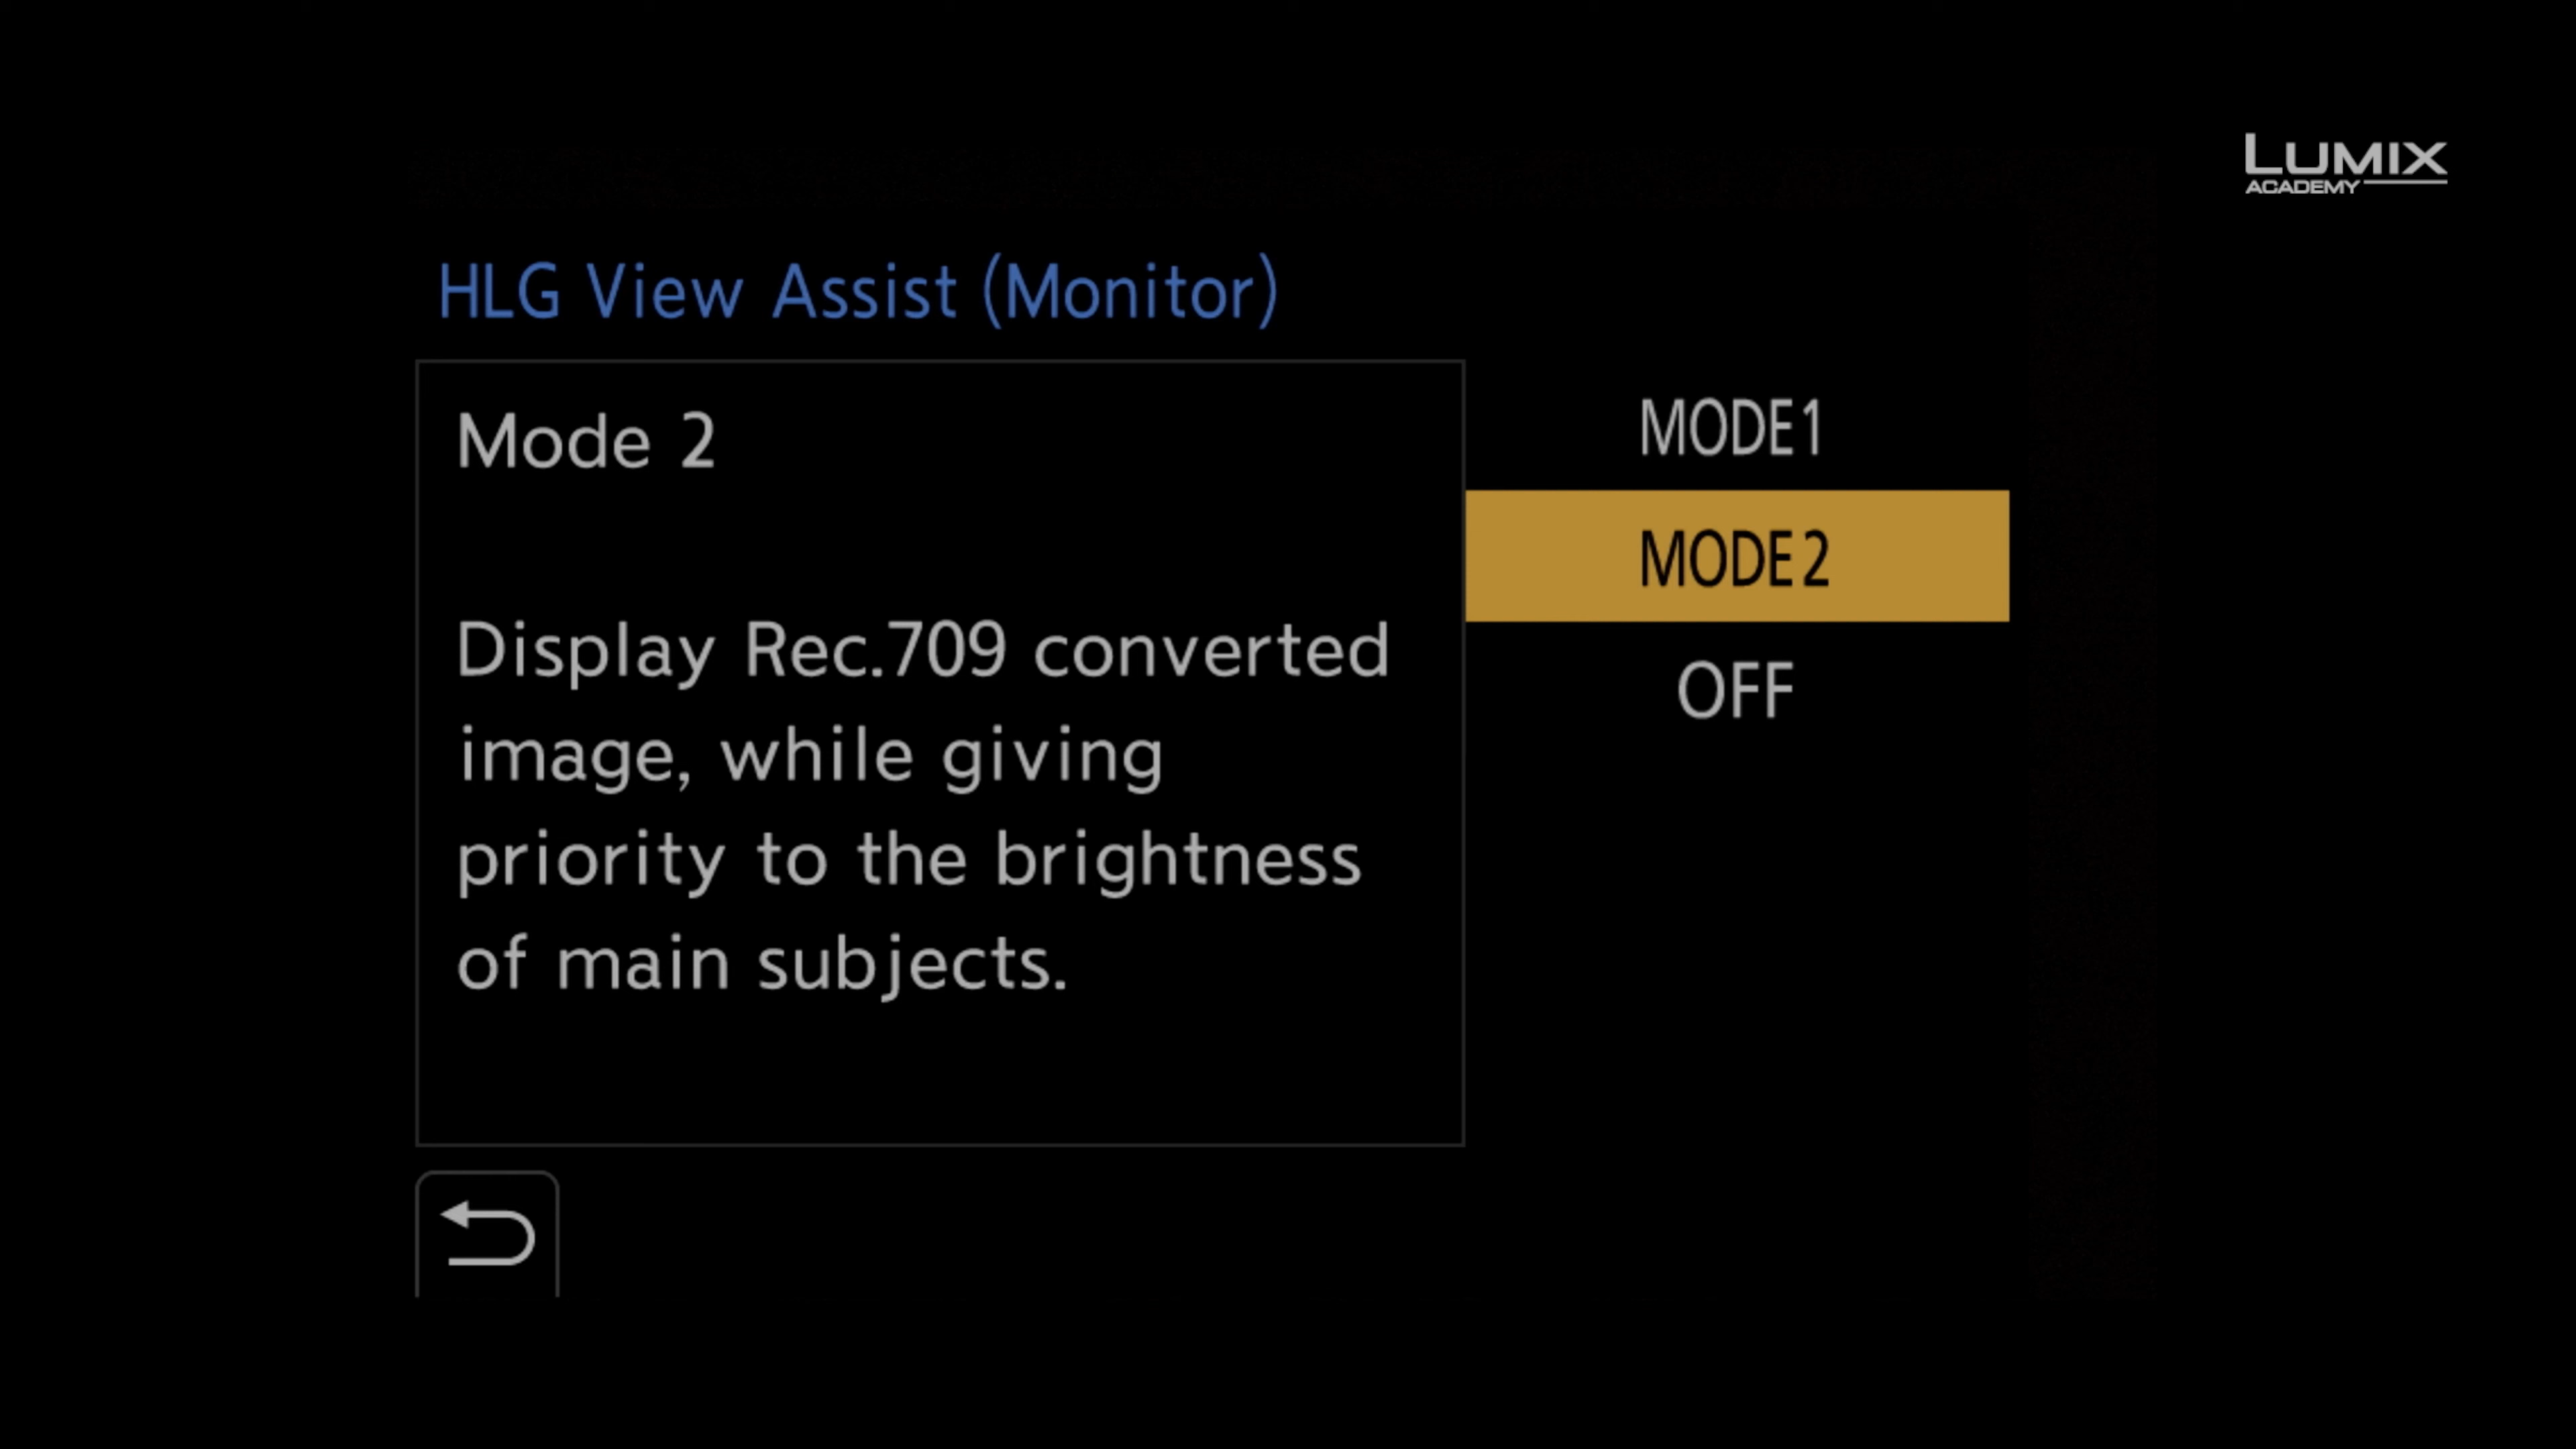 LUMIX
ACADEMY
HLG View Assist (Monitor)
Mode 2
Display Rec.709 converted
image, while giving
priority to the brightness
of main subjects.
MODE1
MODE2
OFF